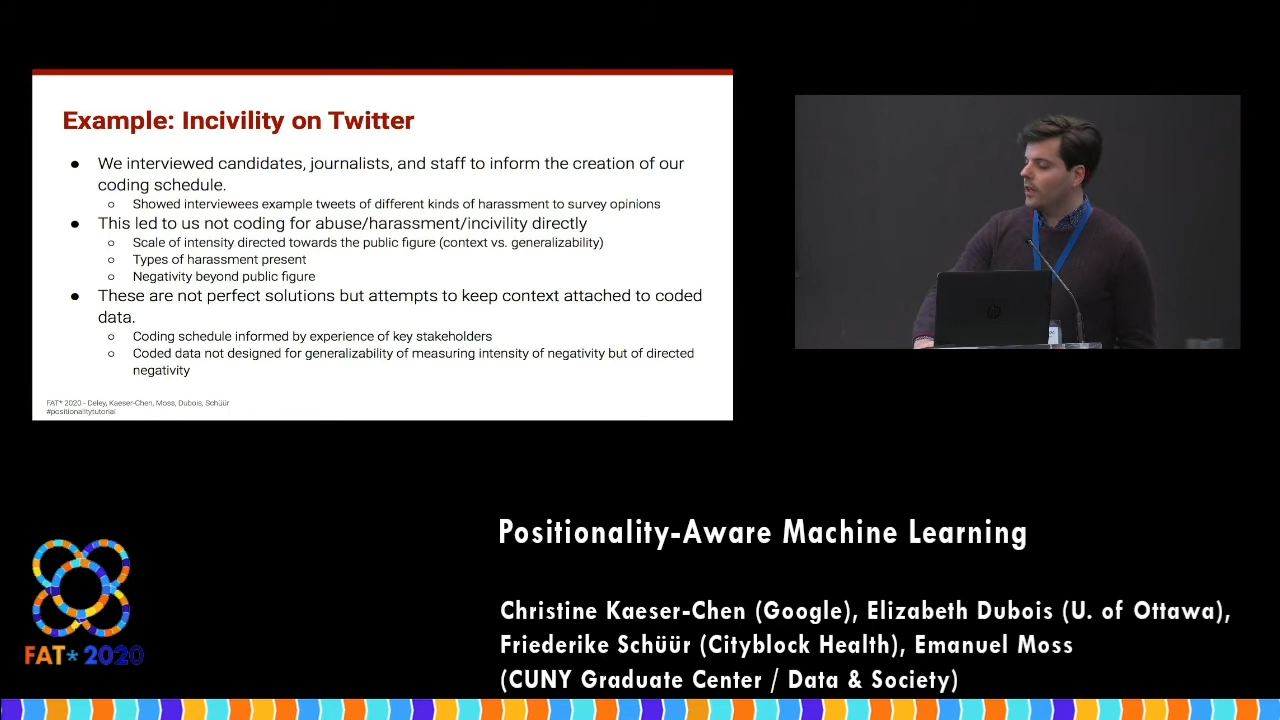 Example: Incivility on Twitter
● We interviewed candidates, journalists, and staff to inform the creation of our
coding schedule.
○ Showed interviewees example tweets of different kinds of harassment to survey opinions
● This led to us not coding for abuse/harassment/incivility directly
○ Scale of intensity directed towards the public figure (context vs. generalizability)
○ Types of harassment present
○ Negativity beyond public figure
● These are not perfect solutions but attempts to keep context attached to coded
data.
○ Coding schedule informed by experience of key stakeholders
○ Coded data not designed for generalizability of measuring intensity of negativity but of directed
negativity
FAT* 2020 - Deley, Kaeser-Chen, Moss, Dubois, Schüür
#positionalitytutorial
Positionality-Aware Machine Learning
Christine Kaeser-Chen (Google), Elizabeth Dubois (U. of Ottawa),
Friederike Schüür (Cityblock Health), Emanuel Moss
(CUNY Graduate Center / Data & Society)
FAT* 2020